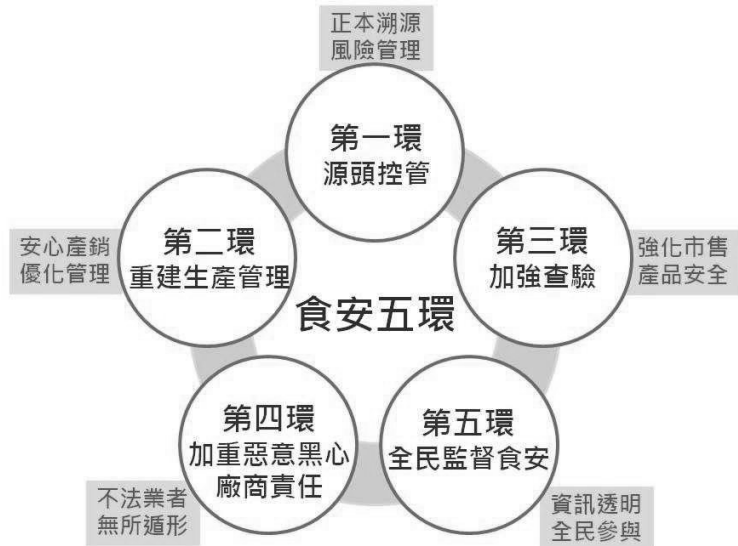 正本溯源
風險管理
第一環
源頭控管
安心產銷
優化管理
第二環
重建生產管理
第三環
加強查驗
強化市售
產品安全
食安五環
第四環
加重惡意黑心
廠商責任
不法業者
無所遁形
第五環
全民監督食安
資訊透明
全民參與